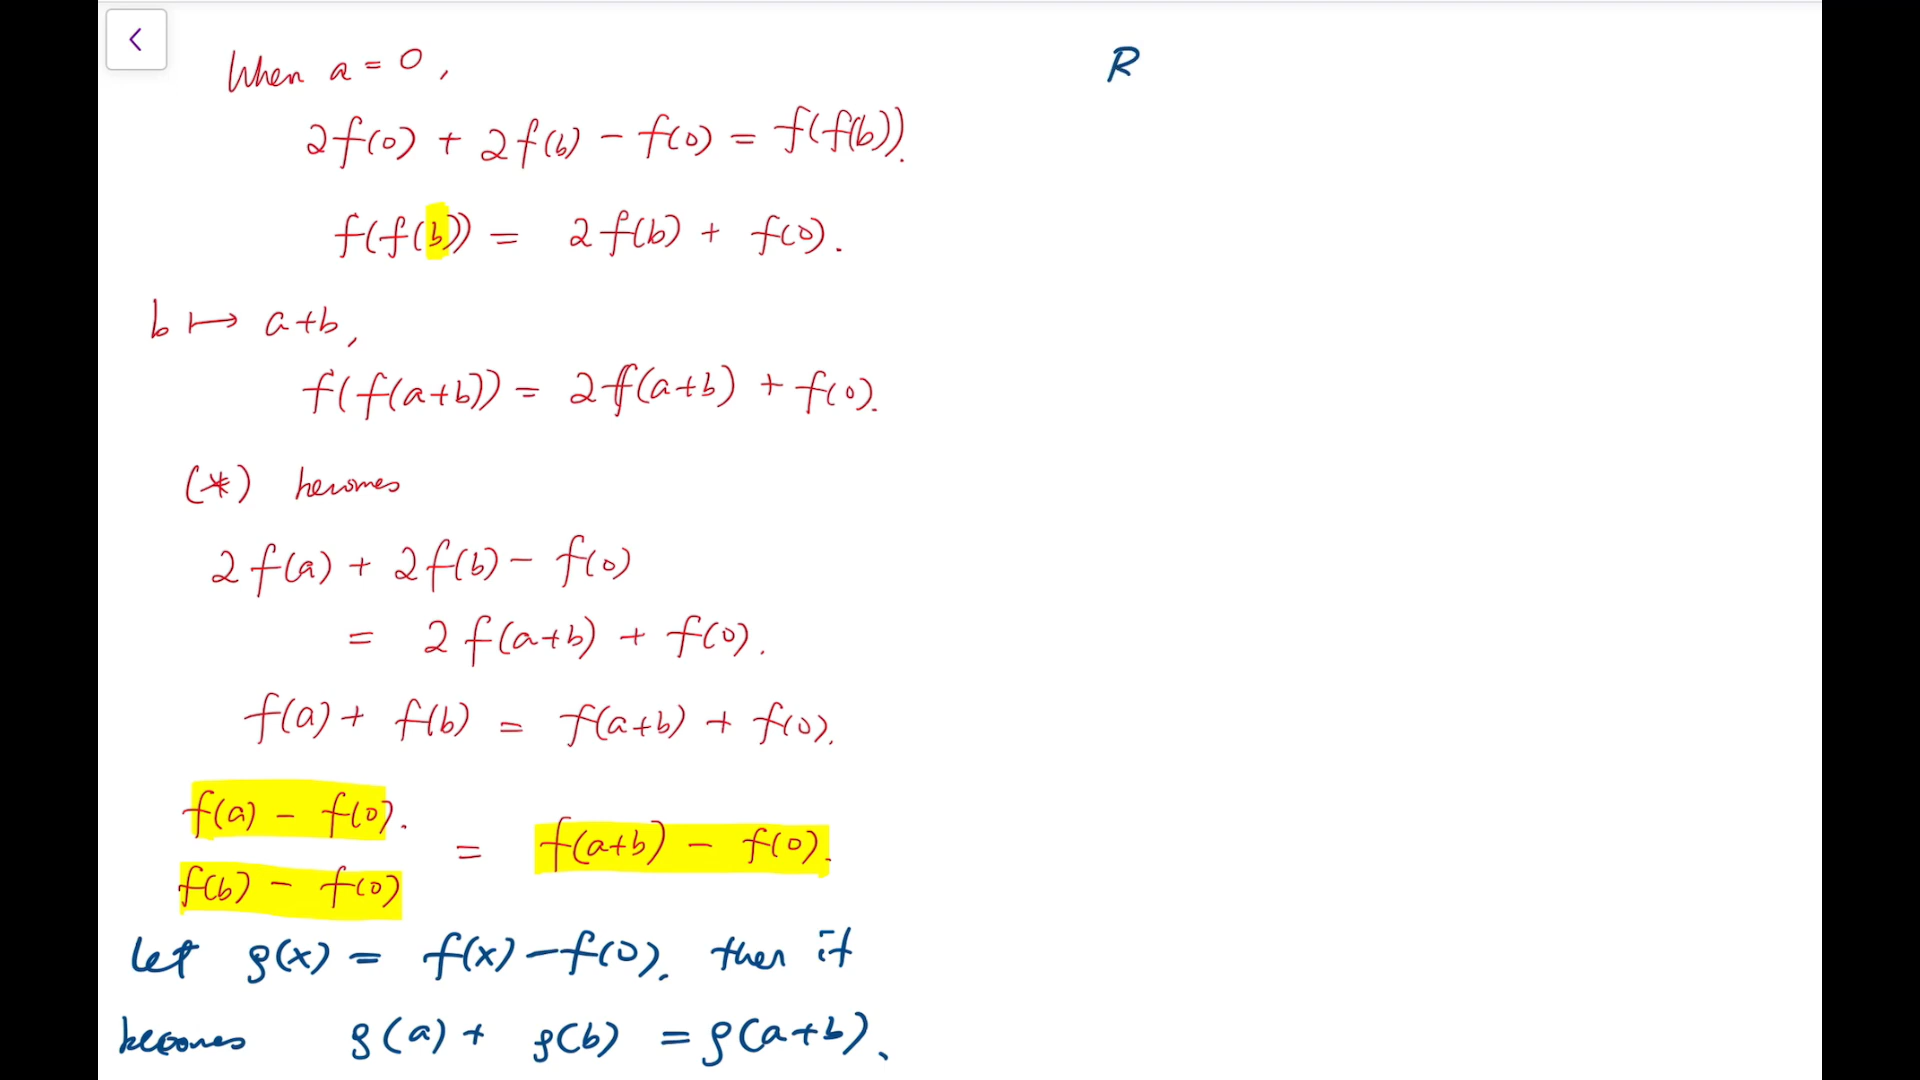 When a = 0,
2f(0) + 2f(b) - f(0) = f(f(b)).
f(f(b)) = 2f(b) + f(0).
b ↦ a+b,
f(f(a+b)) = 2f(a+b) + f(0).
(*) becomes
2f(a) + 2f(b) - f(0)
= 2f(a+b) + f(0).
f(a) + f(b) = f(a+b) + f(0).
f(a) - f(0).
= f(a+b) - f(0).
f(b) - f(0)
Let g(x) = f(x) - f(0). then it
becomes g(a) + g(b) = g(a+b).
R